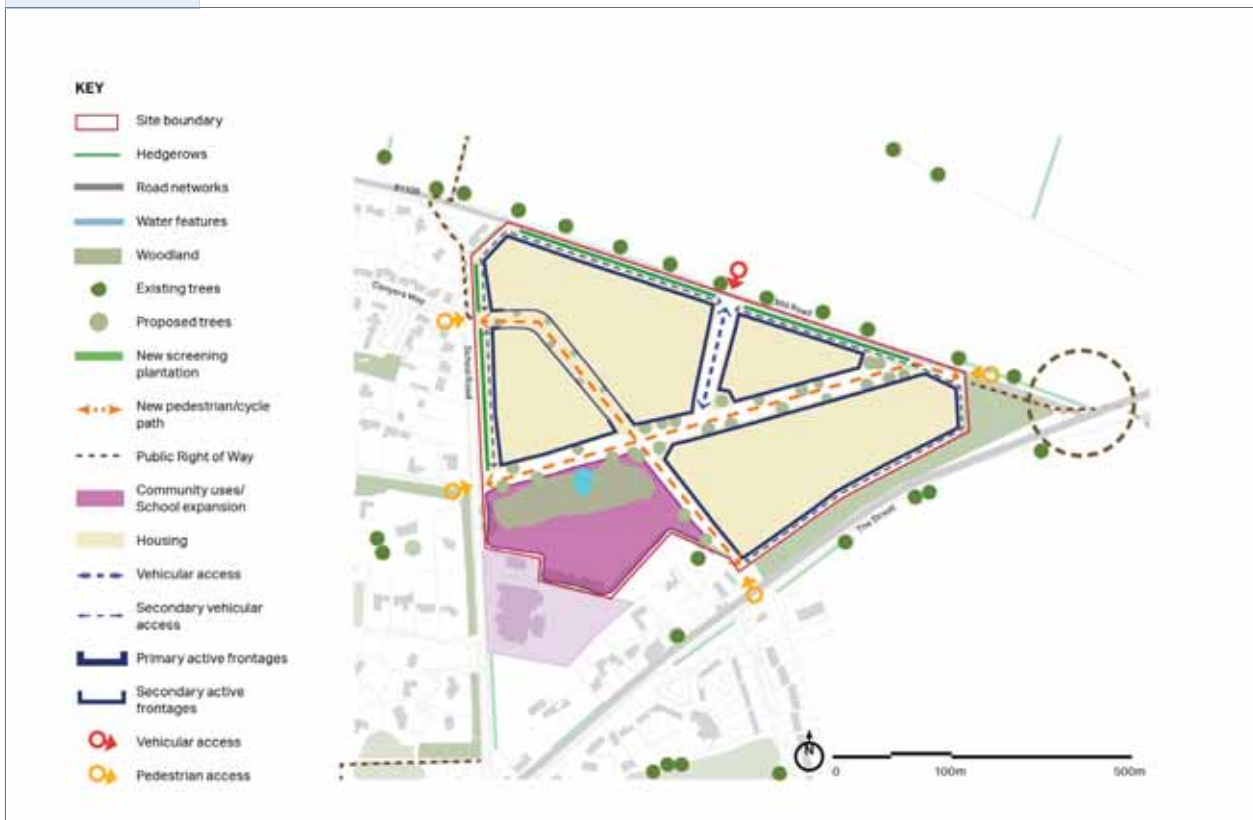 KEY
Site boundary
Hedgerows
Road networks
Water features
Woodland
Existing trees
Proposed trees
New screening
plantation
New pedestrian/cycle
path
Public Right of Way
Community uses/
School expansion
Housing
Vehicular access
Secondary vehicular
access
Primary active frontages
Secondary active
frontages
Vehicular access
Pedestrian access
Mill Road
School Road
The Street
N
0
100m
500m